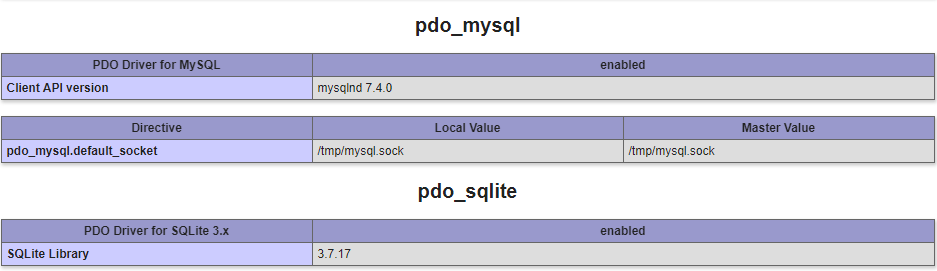 pdo_mysql
PDO Driver for MySQL enabled
Client API version mysqlnd 7.4.0
Directive Local Value Master Value
pdo_mysql.default_socket /tmp/mysql.sock /tmp/mysql.sock
pdo_sqlite
PDO Driver for SQLite 3.x enabled
SQLite Library 3.7.17